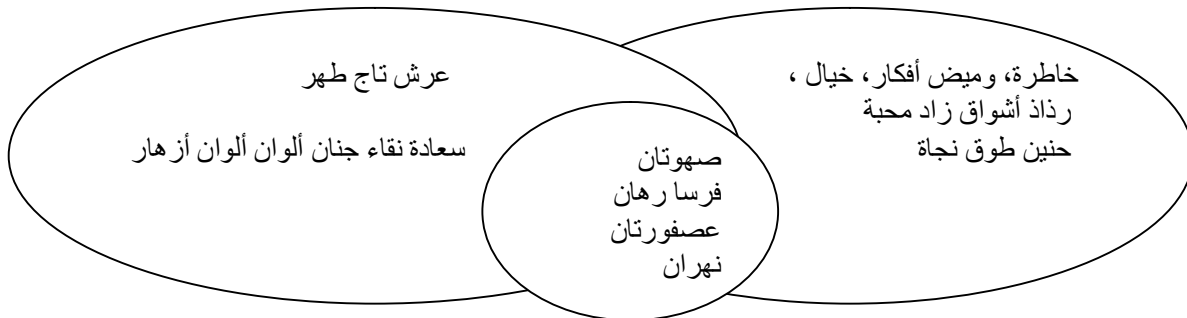 خاطرة، وميض أفكار، خيال ،
رذاذ أشواق زاد محبة
حنين طوق نجاة
عرش تاج طهر
سعادة نقاء جنان ألوان ألوان أزهار
صهوتان
فرسا رهان
عصفورتان
نهران